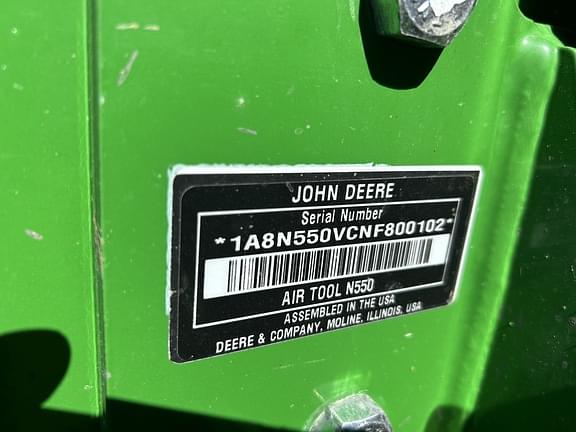 JOHN DEERE
Serial Number
*1A8N550VCNF800102*
AIR TOOL N550
ASSEMBLED IN THE USA
DEERE & COMPANY, MOLINE, ILLINOIS, USA